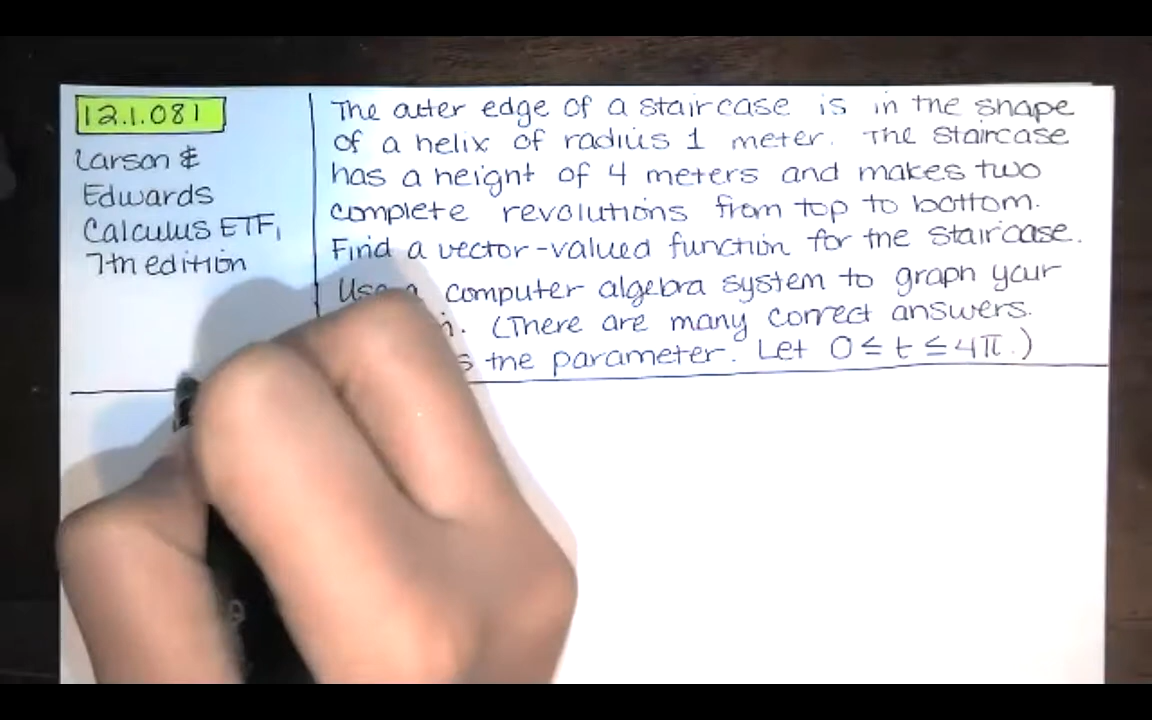 12.1.081
Larson &
Edwards
Calculus ETF,
7th edition
The outer edge of a staircase is in the shape
of a helix of radius 1 meter. The staircase
has a height of 4 meters and makes two
complete revolutions from top to bottom.
Find a vector-valued function for the staircase.
Use a computer algebra system to graph your
(There are many correct answers.
the parameter. Let 0 ≤ t ≤ 4π.)